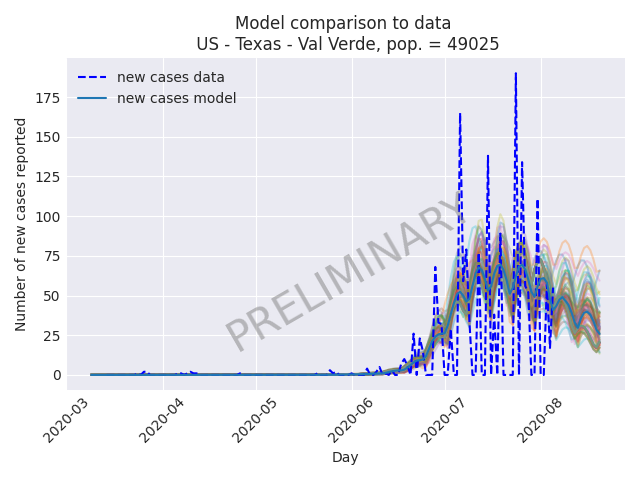 Model comparison to data
US - Texas - Val Verde, pop. = 49025
new cases data
new cases model
Number of new cases reported
175
150
125
100
75
50
25
0
PRELIMINARY
2020-03
2020-04
2020-05
2020-06
2020-07
2020-08
Day